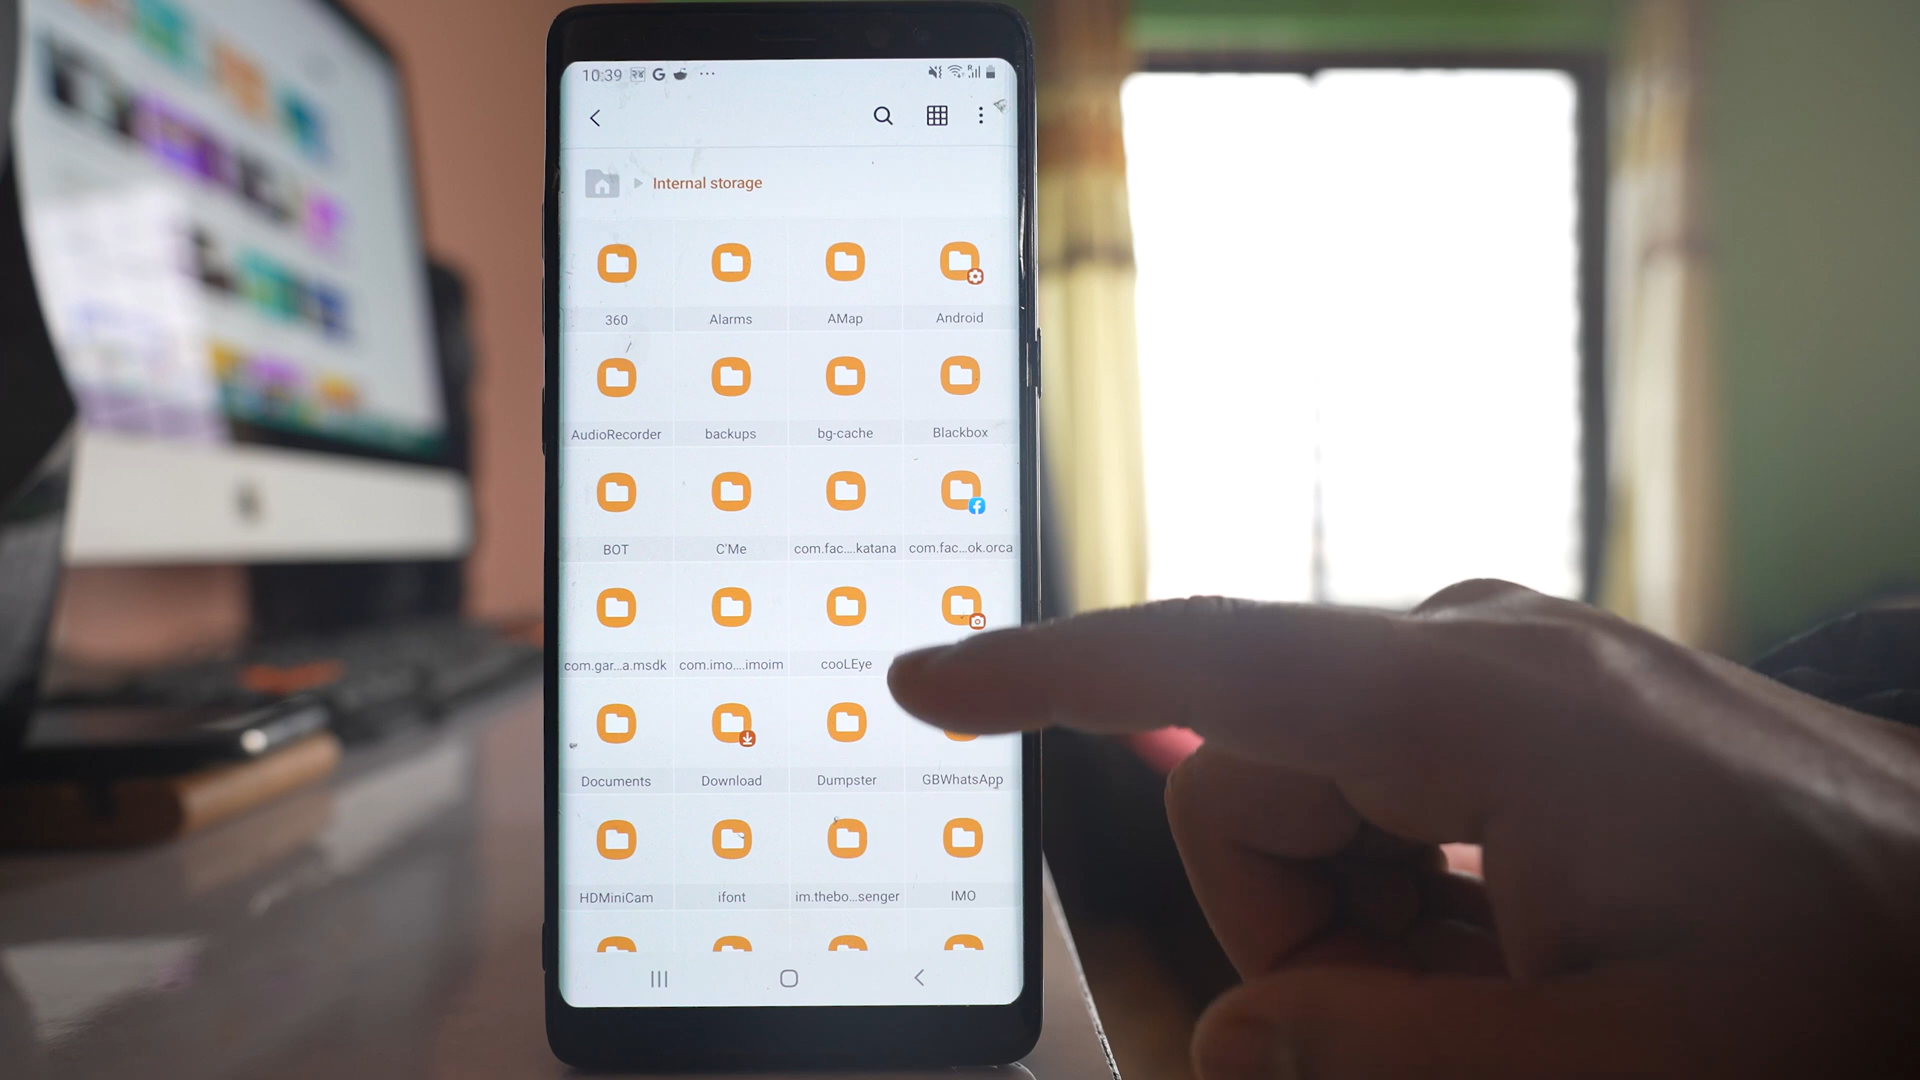 10:39
Internal storage
360 Alarms AMap Android
AudioRecorder backups bg-cache Blackbox
BOT C'Me com.fac....katana com.fac...ok.orca
com.gar...a.msdk com.imo....imoim cooLEye
Documents Download Dumpster GBWhatsApp
HDMiniCam ifont im.thebo...senger IMO